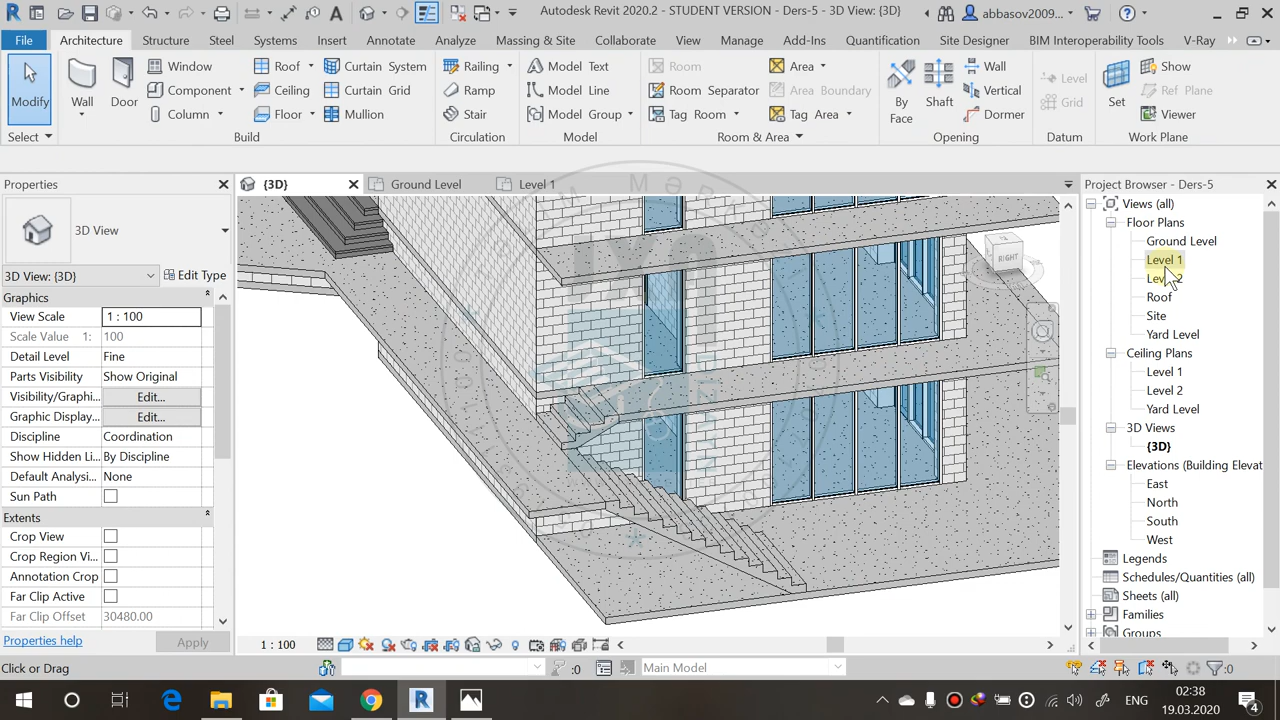 Autodesk Revit 2020.2 - STUDENT VERSION - Ders-5 - 3D View: {3D}
abbasov2009...
File Architecture Structure Steel Systems Insert Annotate Analyze Massing & Site Collaborate View Manage Add-Ins Quantification Site Designer BIM Interoperability Tools V-Ray
Modify
Wall
Door
Window
Component
Column
Roof
Ceiling
Floor
Curtain System
Curtain Grid
Mullion
Railing
Ramp
Stair
Model Text
Model Line
Model Group
Room
Room Separator
Tag Room
Area
Area Boundary
Tag Area
By
Face
Shaft
Wall
Vertical
Dormer
Level
Grid
Set
Show
Ref Plane
Viewer
Select
Build
Circulation
Model
Room & Area
Opening
Datum
Work Plane
Properties
{3D}
Ground Level
Level 1
Project Browser - Ders-5
3D View
3D View: {3D}
Edit Type
Graphics
View Scale 1 : 100
Scale Value 1: 100
Detail Level Fine
Parts Visibility Show Original
Visibility/Graphi... Edit...
Graphic Display... Edit...
Discipline Coordination
Show Hidden Li... By Discipline
Default Analysi... None
Sun Path
Extents
Crop View
Crop Region Vi...
Annotation Crop
Far Clip Active
Far Clip Offset 30480.00
Properties help
Apply
RIGHT
Views (all)
Floor Plans
Ground Level
Level 1
Level 2
Roof
Site
Yard Level
Ceiling Plans
Level 1
Level 2
Yard Level
3D Views
{3D}
Elevations (Building Elevat
East
North
South
West
Legends
Schedules/Quantities (all)
Sheets (all)
Families
Groups
1 : 100
Click or Drag
:0
Main Model
:0
ENG
02:38
19.03.2020
4